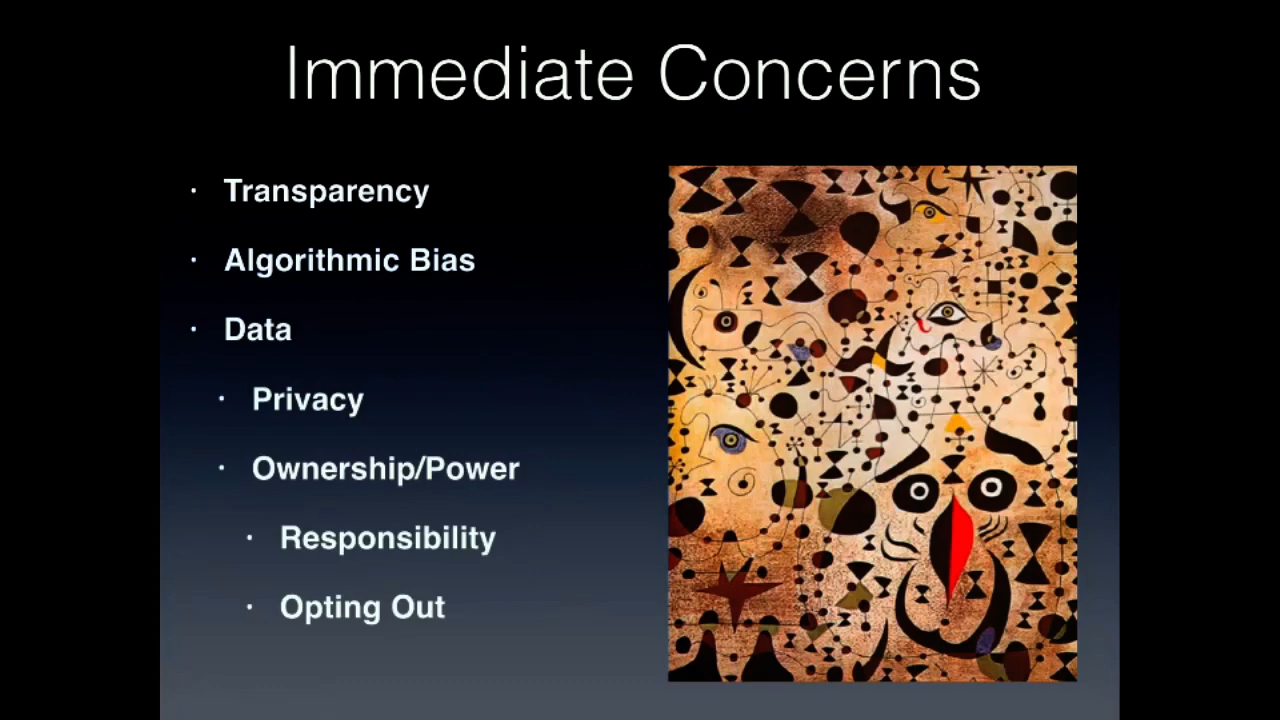 Immediate Concerns
· Transparency
· Algorithmic Bias
· Data
· Privacy
· Ownership/Power
· Responsibility
· Opting Out